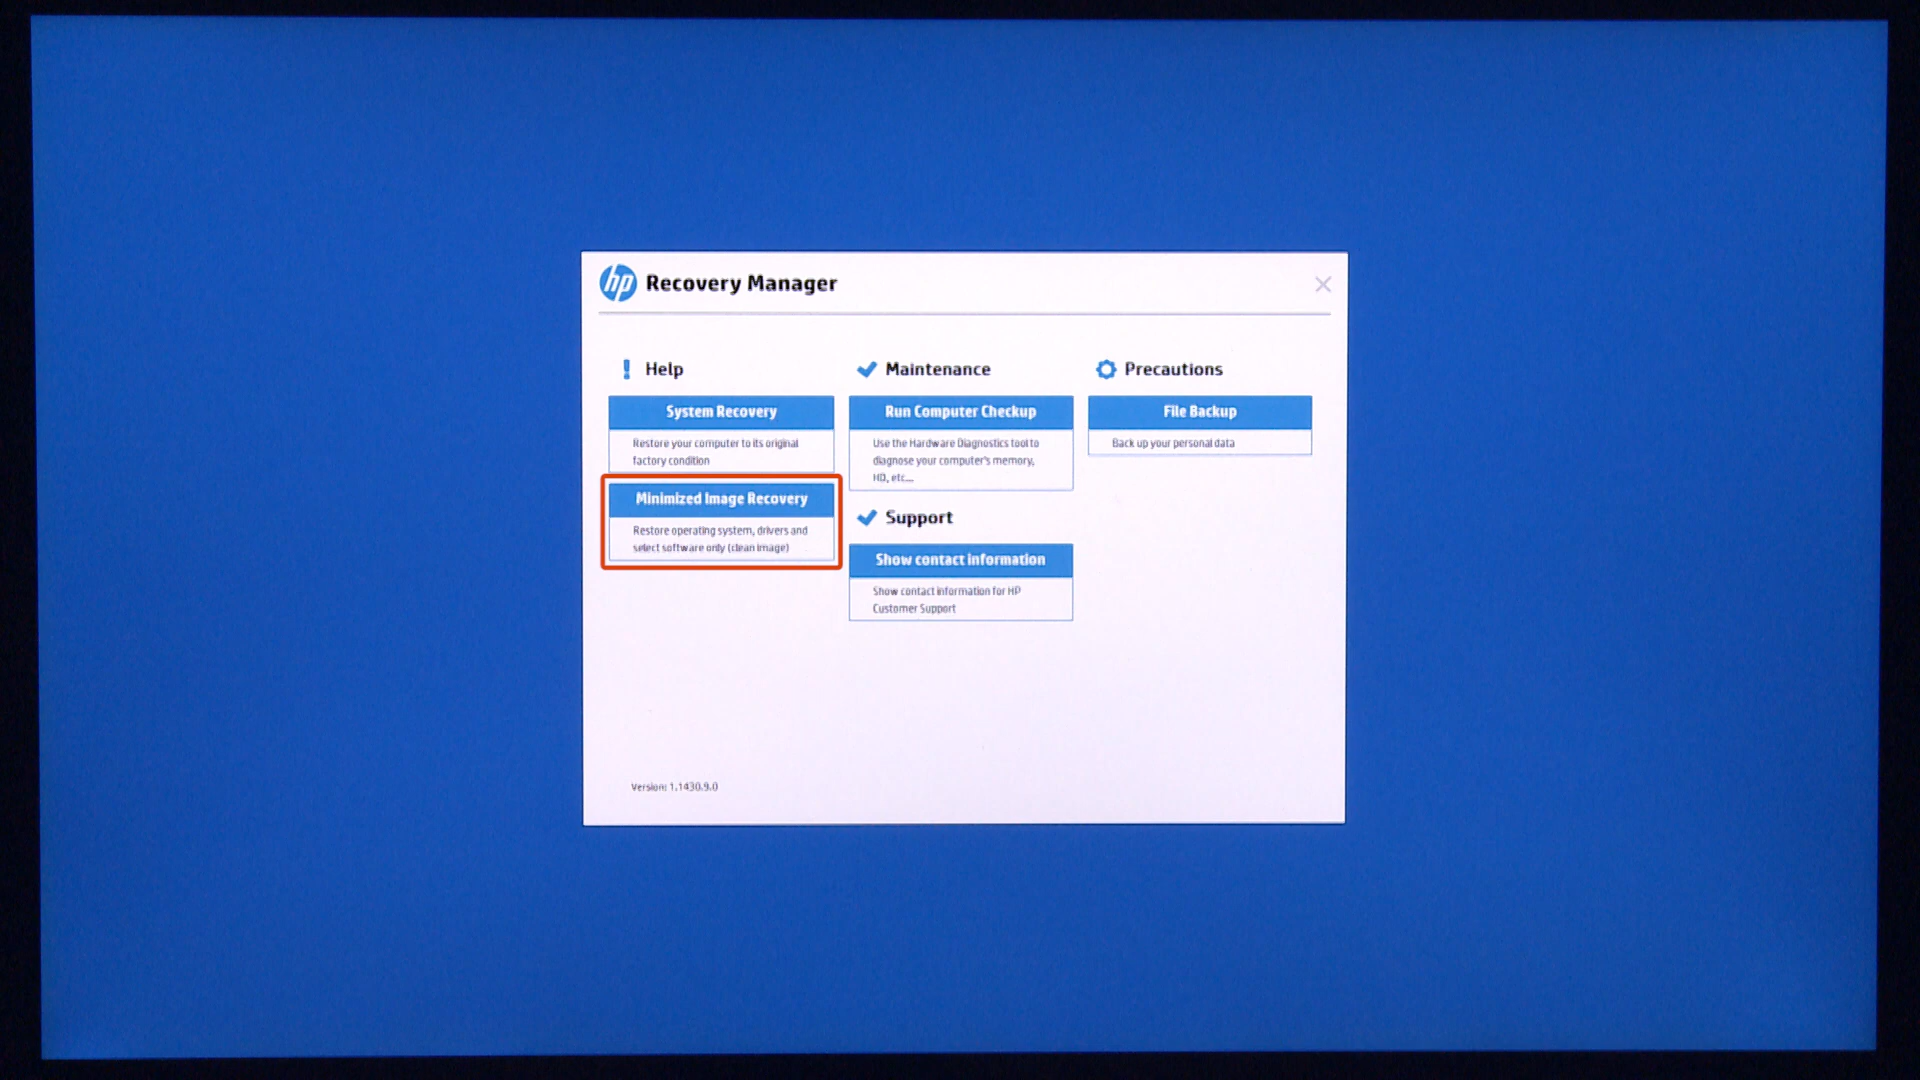 hp Recovery Manager
Help
System Recovery
Restore your computer to its original
factory condition
Minimized Image Recovery
Restore operating system, drivers and
select software only (clean image)
Maintenance
Run Computer Checkup
Use the Hardware Diagnostics tool to
diagnose your computer's memory,
HD, etc...
Support
Show contact information
Show contact information for HP
Customer Support
Precautions
File Backup
Back up your personal data
Version: 1.1430.9.0